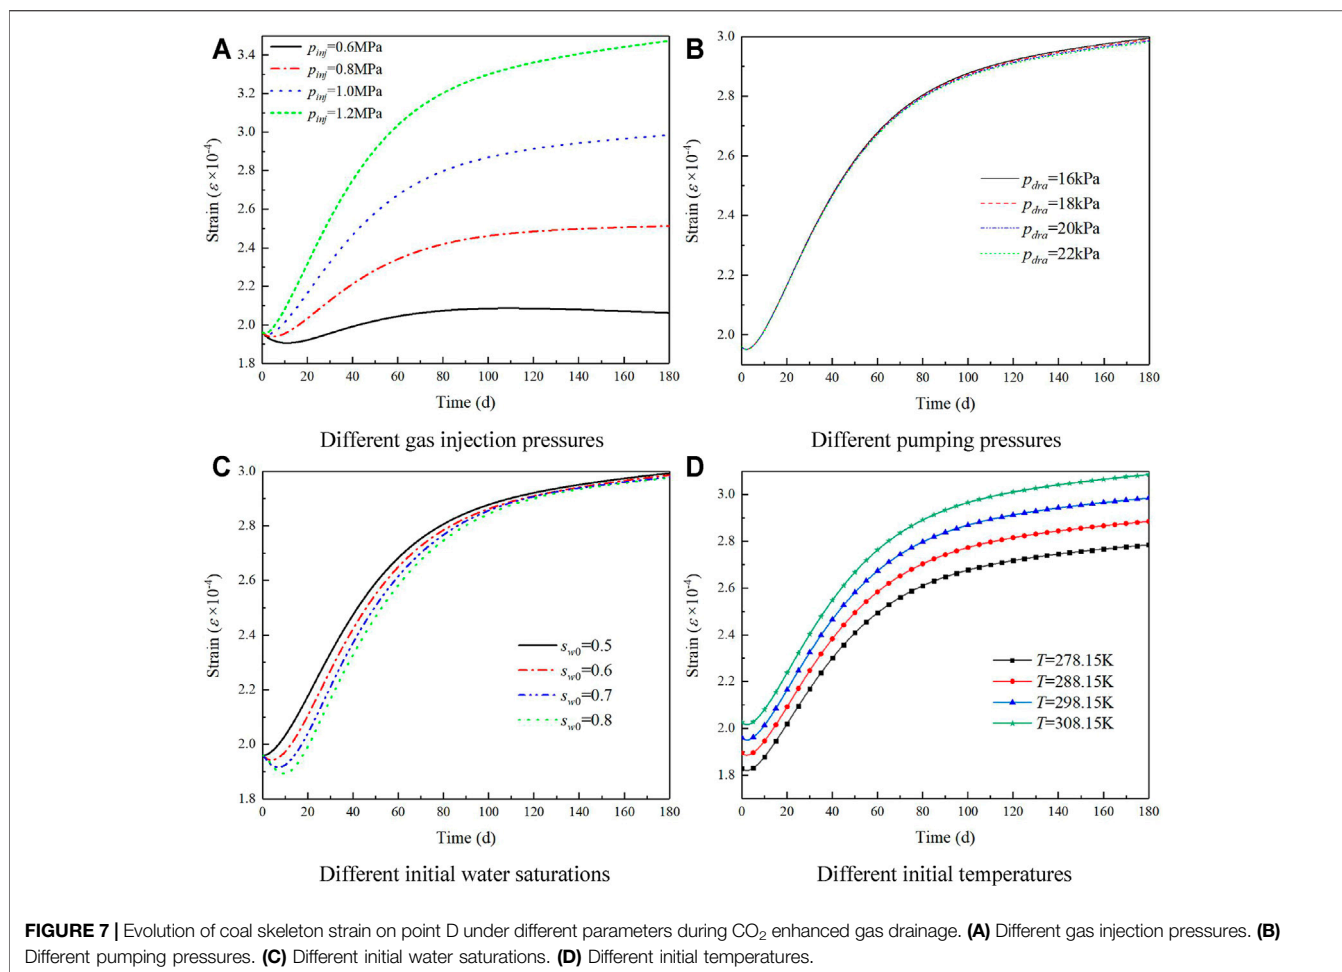 A
p_inj=0.6MPa
p_inj=0.8MPa
p_inj=1.0MPa
p_inj=1.2MPa
3.4
3.2
3.0
2.8
2.6
2.4
2.2
2.0
1.8
Strain (ε×10⁻⁴)
0 20 40 60 80 100 120 140 160 180
Time (d)
Different gas injection pressures
B
3.0
2.8
2.6
2.4
2.2
2.0
Strain (ε×10⁻⁴)
p_dra=16kPa
p_dra=18kPa
p_dra=20kPa
p_dra=22kPa
0 20 40 60 80 100 120 140 160 180
Time (d)
Different pumping pressures
C
3.0
2.8
2.6
2.4
2.2
2.0
1.8
Strain (ε×10⁻⁴)
s_w0=0.5
s_w0=0.6
s_w0=0.7
s_w0=0.8
0 20 40 60 80 100 120 140 160 180
Time (d)
Different initial water saturations
D
3.0
2.8
2.6
2.4
2.2
2.0
1.8
Strain (ε×10⁻⁴)
T=278.15K
T=288.15K
T=298.15K
T=308.15K
0 20 40 60 80 100 120 140 160 180
Time (d)
Different initial temperatures
FIGURE 7 | Evolution of coal skeleton strain on point D under different parameters during CO₂ enhanced gas drainage. (A) Different gas injection pressures. (B)
Different pumping pressures. (C) Different initial water saturations. (D) Different initial temperatures.